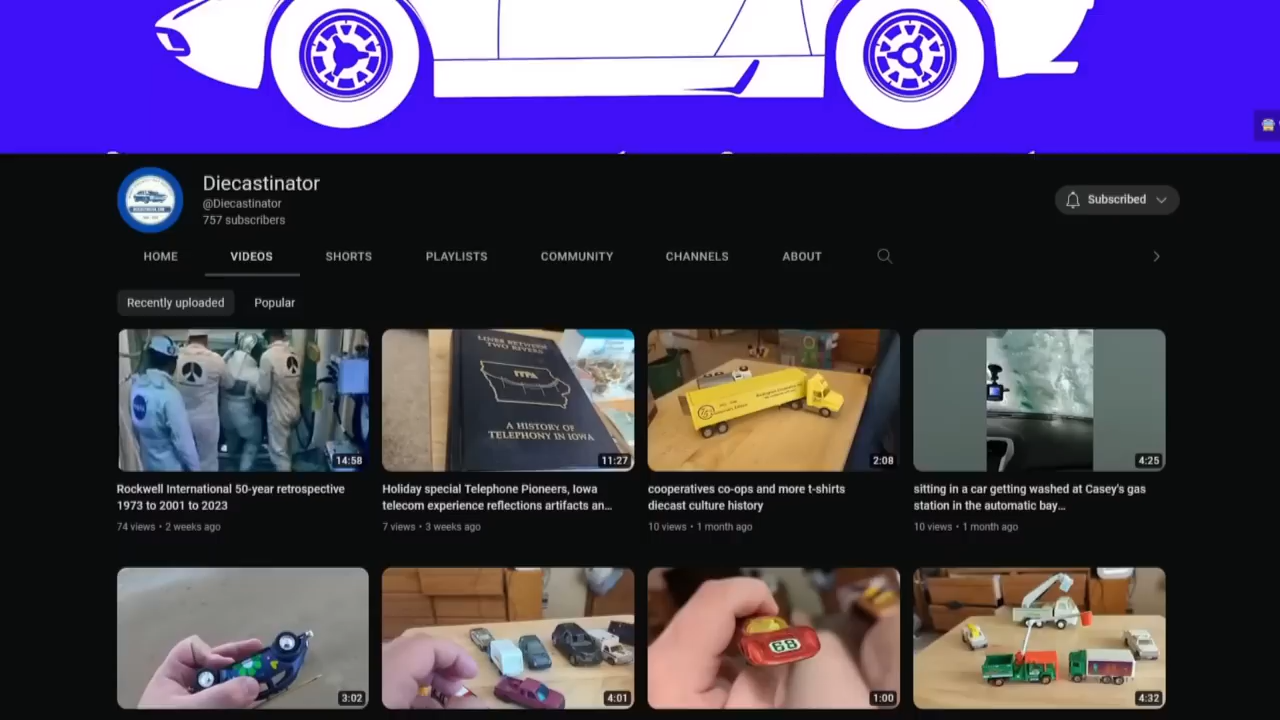 Diecastinator
@Diecastinator
757 subscribers
Subscribed
HOME
VIDEOS
SHORTS
PLAYLISTS
COMMUNITY
CHANNELS
ABOUT
Recently uploaded
Popular
LINES BETWEEN
TWO RIVERS
ITPA
A HISTORY OF
TELEPHONY IN IOWA
14:58
11:27
2:08
4:25
Rockwell International 50-year retrospective
1973 to 2001 to 2023
74 views • 2 weeks ago
Holiday special Telephone Pioneers, Iowa
telecom experience reflections artifacts an...
7 views • 3 weeks ago
cooperatives co-ops and more t-shirts
diecast culture history
10 views • 1 month ago
sitting in a car getting washed at Casey's gas
station in the automatic bay...
10 views • 1 month ago
68
3:02
4:01
1:00
4:32